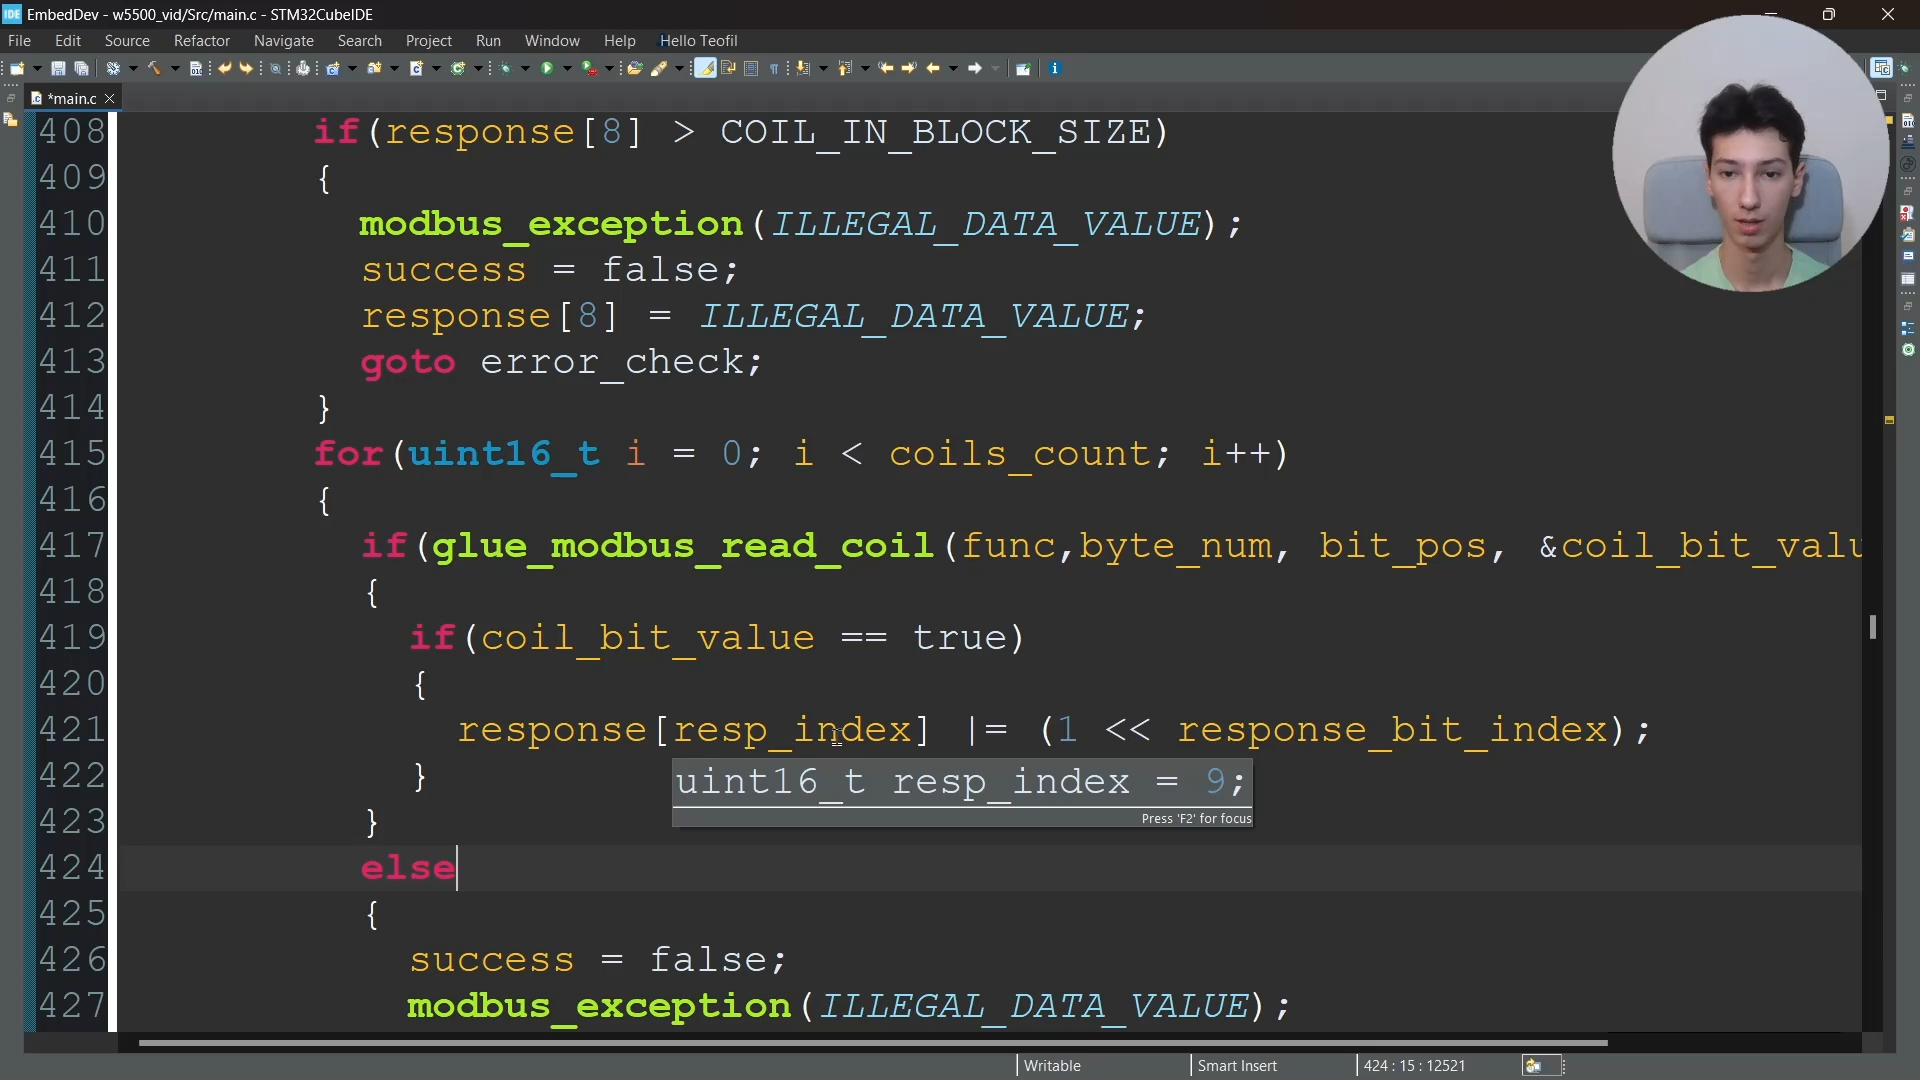 IDE EmbedDev - w5500_vid/Src/main.c - STM32CubeIDE
File Edit Source Refactor Navigate Search Project Run Window Help Hello Teofil
*main.c
408 if(response[8] > COIL_IN_BLOCK_SIZE)
409 {
410 modbus_exception(ILLEGAL_DATA_VALUE);
411 success = false;
412 response[8] = ILLEGAL_DATA_VALUE;
413 goto error_check;
414 }
415 for(uint16_t i = 0; i < coils_count; i++)
416 {
417 if(glue_modbus_read_coil(func,byte_num, bit_pos, &coil_bit_valu
418 {
419 if(coil_bit_value == true)
420 {
421 response[resp_index] |= (1 << response_bit_index);
422 }
uint16_t resp_index = 9;
Press 'F2' for focus
423 }
424 else
425 {
426 success = false;
427 modbus_exception(ILLEGAL_DATA_VALUE);
Writable Smart Insert 424 : 15 : 12521